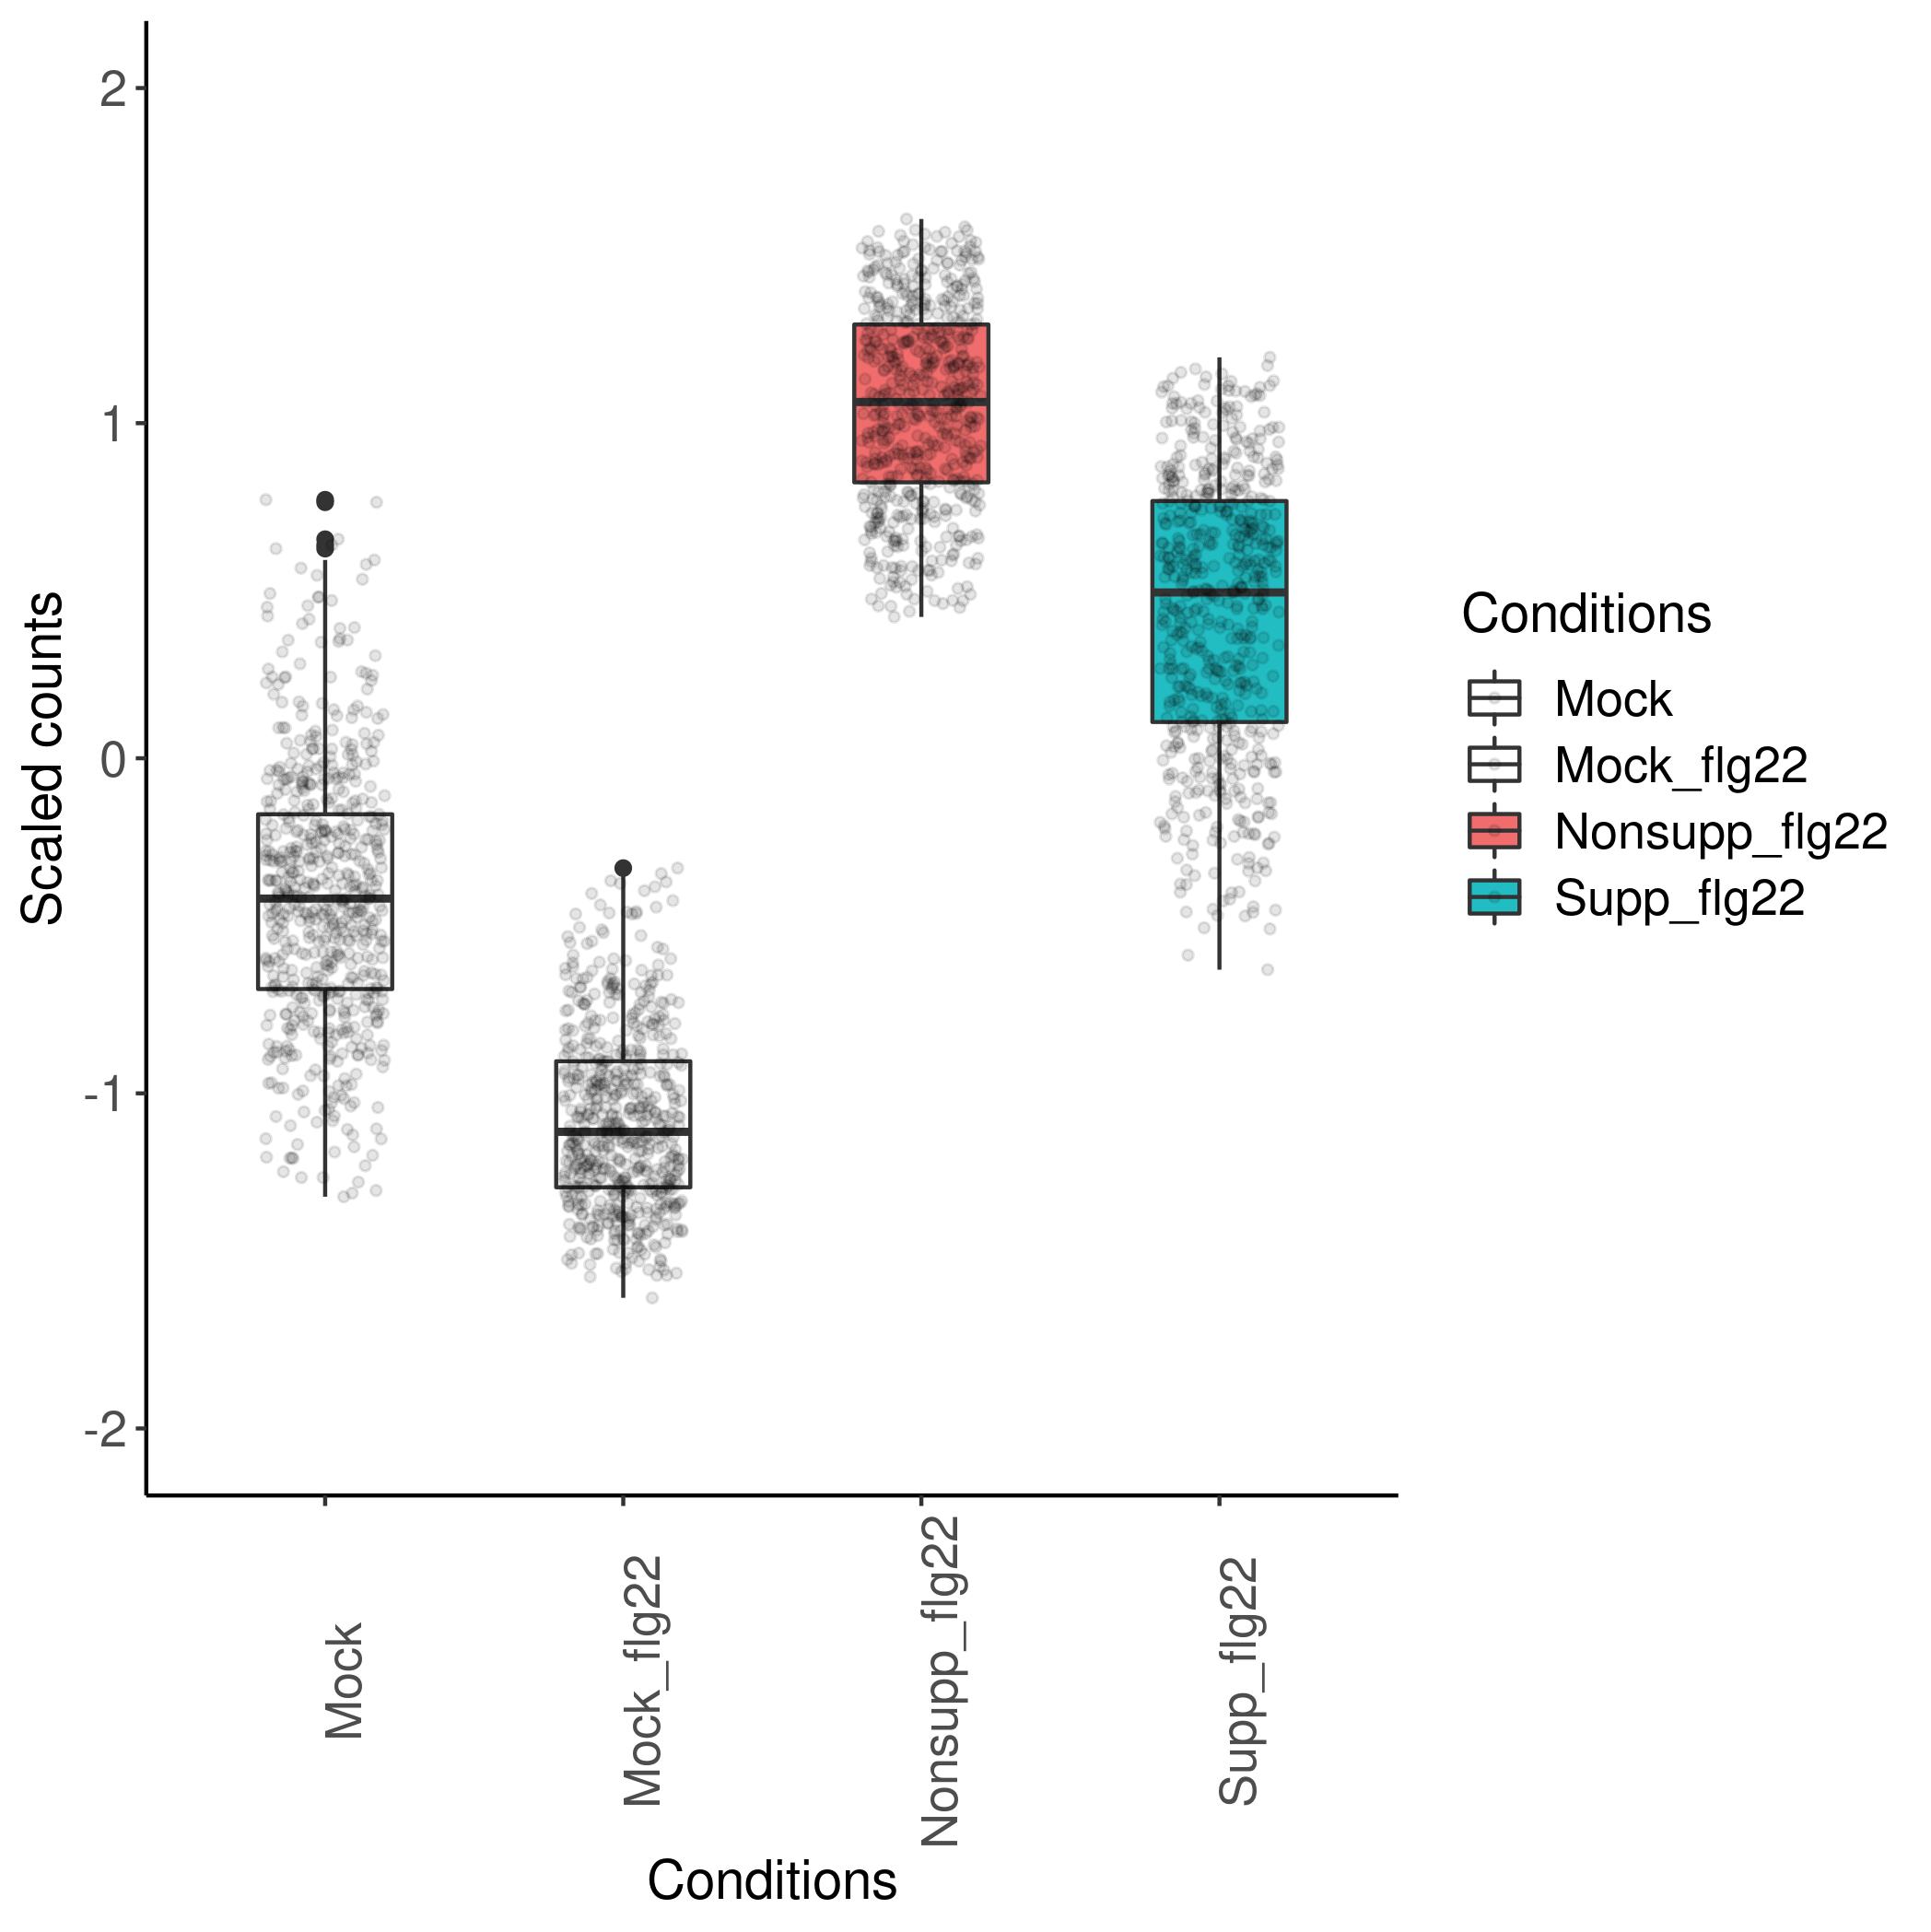 2
1
0
-1
-2
Scaled counts
Mock
Mock_flg22
Nonsupp_flg22
Supp_flg22
Conditions
Conditions
Mock
Mock_flg22
Nonsupp_flg22
Supp_flg22